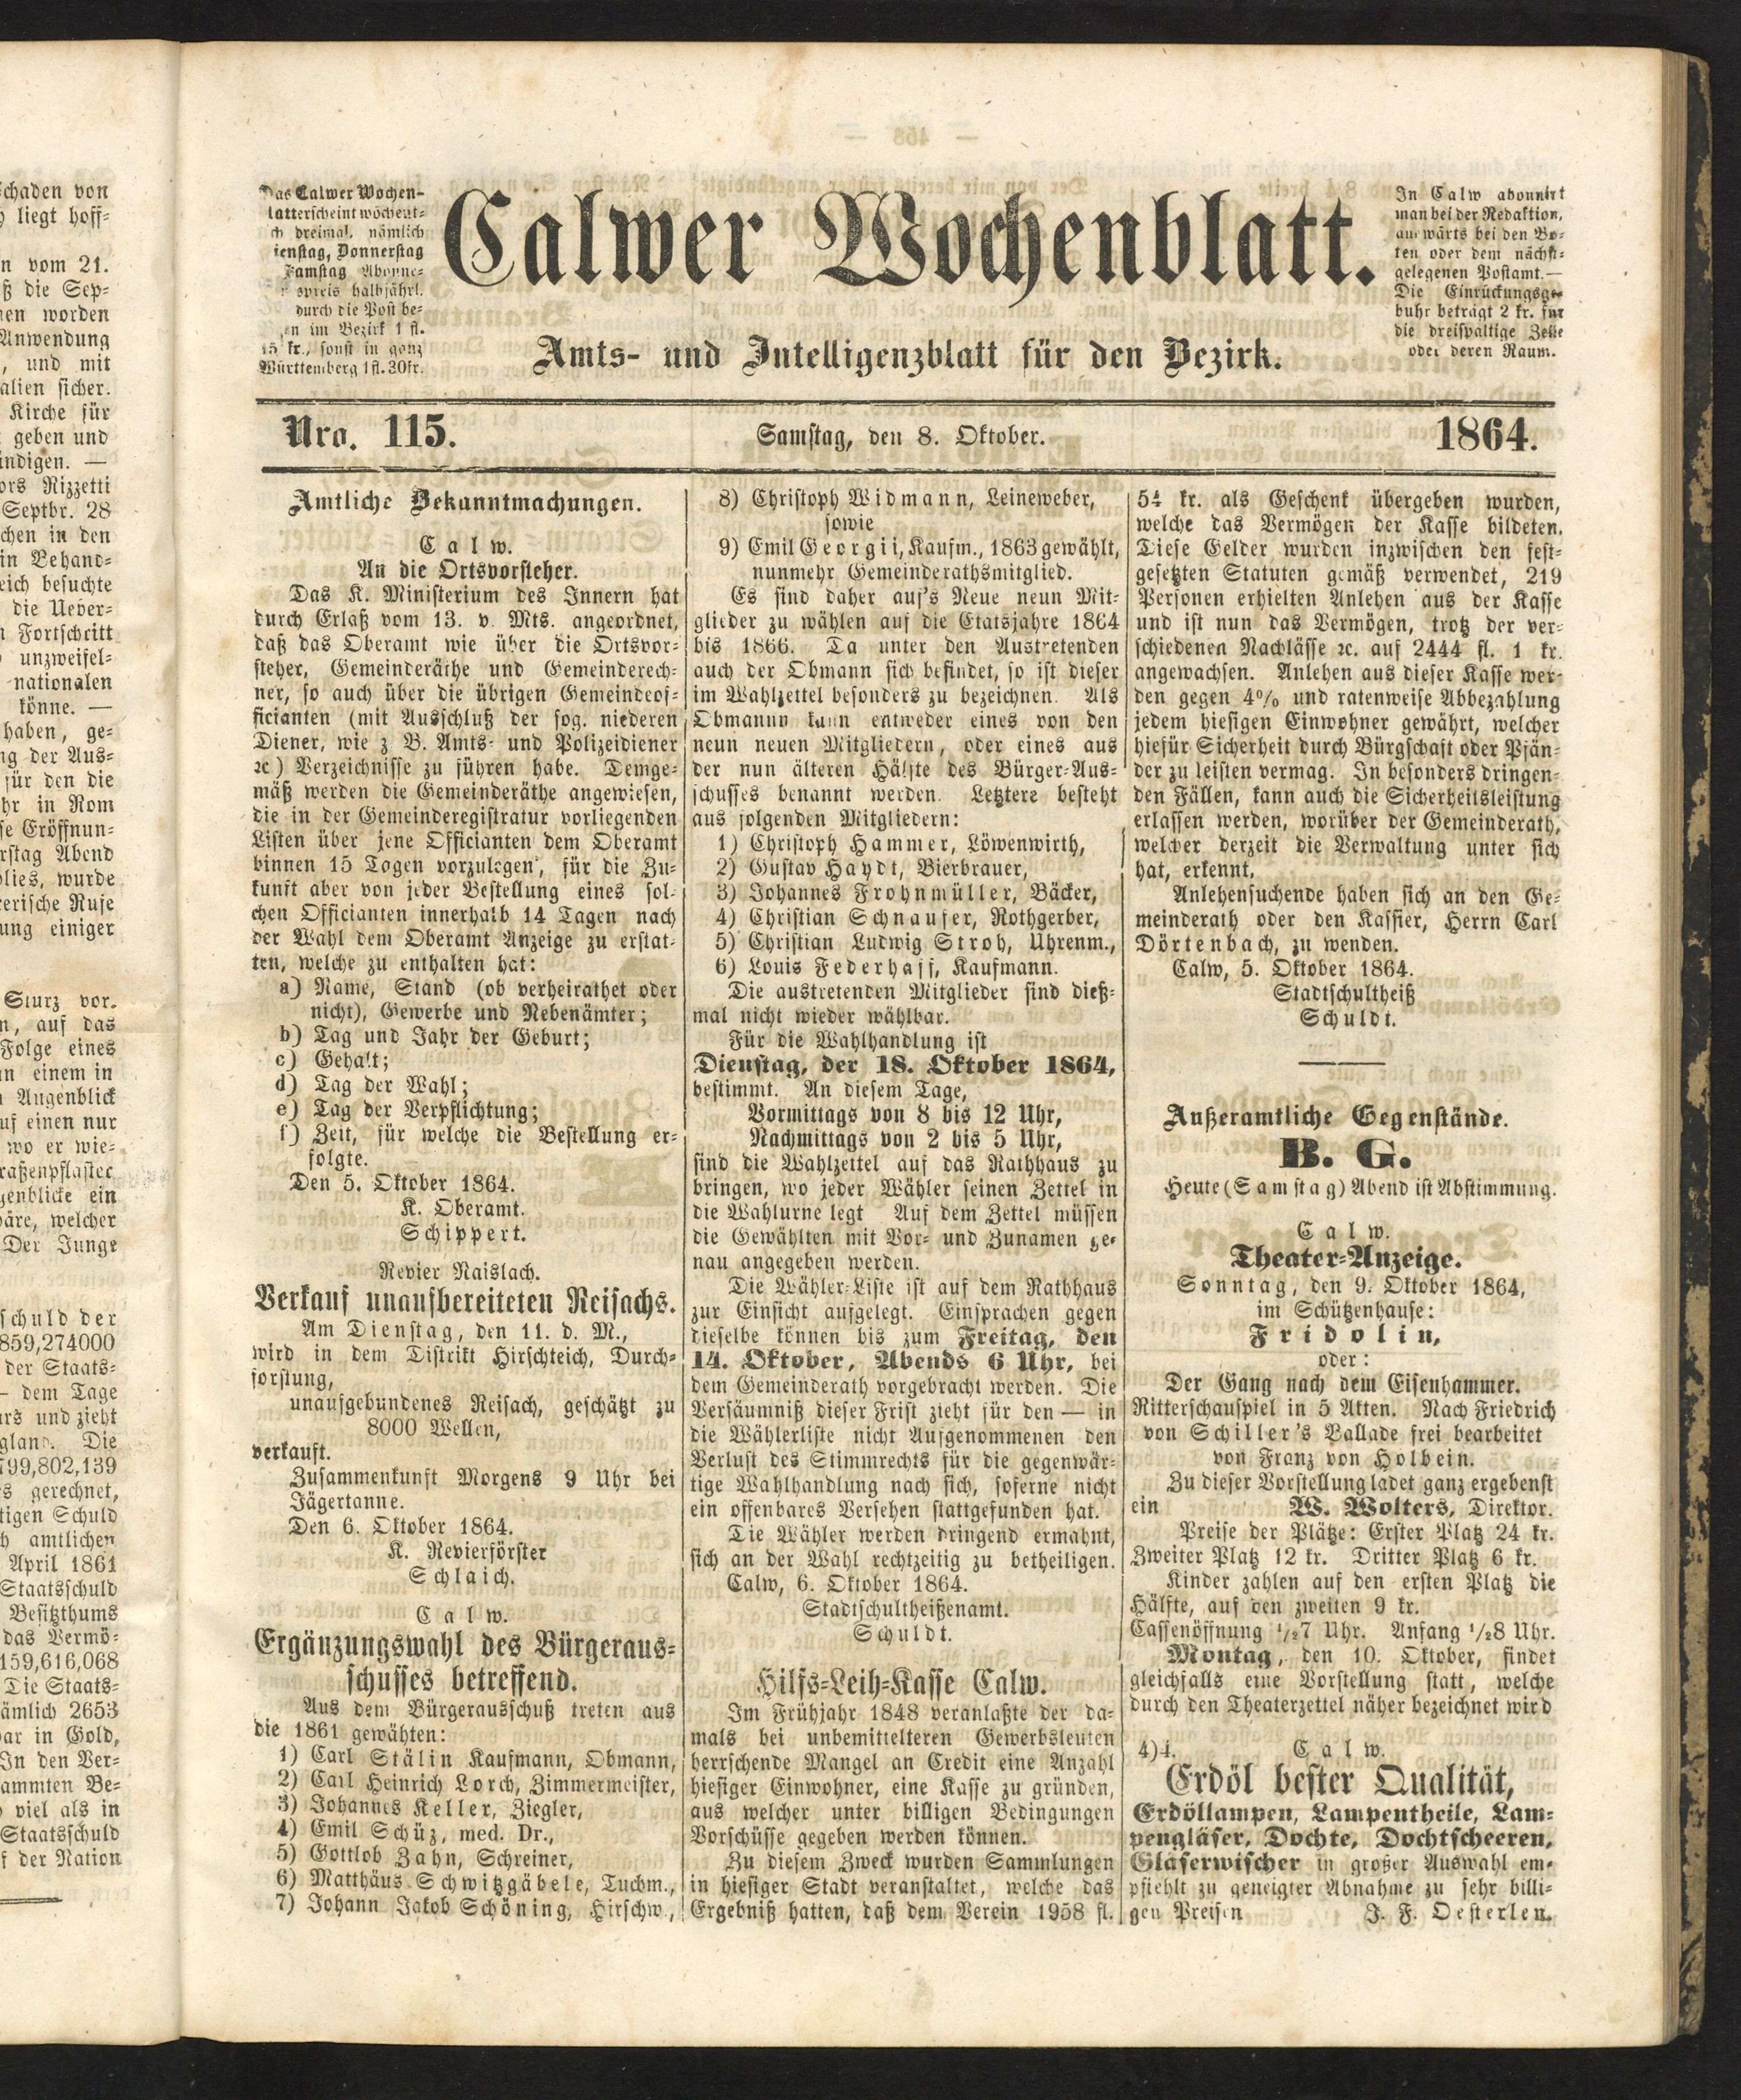 Das Calwer Wochen-
blatt erscheint wöchent-
ch dreimal, nämlich
ienstag, Donnerstag
Samstag Abonne-
spreis halbjährl.
durch die Post be-
en im Bezirk 1 fl.
15 kr., sonst in ganz
Württemberg 1 fl. 30 kr.
Calwer Wochenblatt.
In Calw abonnirt
man bei der Redaktion,
auswärts bei den Bo-
ten oder dem nächst-
gelegenen Postamt.—
Die Einrückungsge-
bühr beträgt 2 kr. für
die dreispaltige Zeile
oder deren Raum.
Amts- und Intelligenzblatt für den Bezirk.
Nro. 115.
Samstag, den 8. Oktober.
1864.
Amtliche Bekanntmachungen.
Calw.
An die Ortsvorsteher.
Das K. Ministerium des Innern hat
durch Erlaß vom 13. v. Mts. angeordnet,
daß das Oberamt wie über die Ortsvor-
steher, Gemeinderäthe und Gemeinderech-
ner, so auch über die übrigen Gemeindeof-
ficianten (mit Ausschluß der sog. niederen
Diener, wie z B. Amts- und Polizeidiener
ꝛc) Verzeichnisse zu führen habe. Demge-
mäß werden die Gemeinderäthe angewiesen,
die in der Gemeinderegistratur vorliegenden
Listen über jene Officianten dem Oberamt
binnen 15 Tagen vorzulegen, für die Zu-
kunft aber von jeder Bestellung eines sol-
chen Officianten innerhalb 14 Tagen nach
der Wahl dem Oberamt Anzeige zu erstat-
ten, welche zu enthalten hat:
a) Name, Stand (ob verheirathet oder
nicht), Gewerbe und Nebenämter;
b) Tag und Jahr der Geburt;
c) Gehalt;
d) Tag der Wahl;
e) Tag der Verpflichtung;
f) Zeit, für welche die Bestellung er-
folgte.
Den 5. Oktober 1864.
K. Oberamt.
Schippert.
Revier Naislach.
Verkauf unaufbereiteten Reisachs.
Am Dienstag, den 11. d. M.,
wird in dem Distrikt Hirschteich, Durch-
forstung,
unaufgebundenes Reisach, geschätzt zu
8000 Wellen,
verkauft.
Zusammenkunft Morgens 9 Uhr bei
Jägertanne.
Den 6. Oktober 1864.
K. Revierförster
Schlaich.
Calw.
Ergänzungswahl des Bürgeraus-
schusses betreffend.
Aus dem Bürgerausschuß treten aus
die 1861 gewählten:
1) Carl Stälin Kaufmann, Obmann,
2) Carl Heinrich Lorch, Zimmermeister,
3) Johannes Keller, Ziegler,
4) Emil Schüz, med. Dr.,
5) Gottlob Zahn, Schreiner,
6) Matthäus Schwitzgäbele, Tuchm.,
7) Johann Jakob Schöning, Hirschw.,
8) Christoph Widmann, Leineweber,
sowie
9) Emil Georgii, Kaufm., 1863 gewählt,
nunmehr Gemeinderathsmitglied.
Es sind daher auf's Neue neun Mit-
glieder zu wählen auf die Etatsjahre 1864
bis 1866. Da unter den Austretenden
auch der Obmann sich befindet, so ist dieser
im Wahlzettel besonders zu bezeichnen. Als
Obmann kann entweder eines von den
neun neuen Mitgliedern, oder eines aus
der nun älteren Hälfte des Bürger-Aus-
schusses benannt werden. Letztere besteht
aus folgenden Mitgliedern:
1) Christoph Hammer, Löwenwirth,
2) Gustav Haydt, Bierbrauer,
3) Johannes Frohnmüller, Bäcker,
4) Christian Schnaufer, Rothgerber,
5) Christian Ludwig Stroh, Uhrenm.,
6) Louis Federhaff, Kaufmann.
Die austretenden Mitglieder sind dieß-
mal nicht wieder wählbar.
Für die Wahlhandlung ist
Dienstag, der 18. Oktober 1864,
bestimmt. An diesem Tage,
Vormittags von 8 bis 12 Uhr,
Nachmittags von 2 bis 5 Uhr,
sind die Wahlzettel auf das Rathhaus zu
bringen, wo jeder Wähler seinen Zettel in
die Wahlurne legt Auf dem Zettel müssen
die Gewählten mit Vor- und Zunamen ge-
nau angegeben werden.
Die Wähler-Liste ist auf dem Rathhaus
zur Einsicht aufgelegt. Einsprachen gegen
dieselbe können bis zum Freitag, den
14. Oktober, Abends 6 Uhr, bei
dem Gemeinderath vorgebracht werden. Die
Versäumniß dieser Frist zieht für den — in
die Wählerliste nicht Aufgenommenen den
Verlust des Stimmrechts für die gegenwär-
tige Wahlhandlung nach sich, soferne nicht
ein offenbares Versehen stattgefunden hat.
Die Wähler werden dringend ermahnt,
sich an der Wahl rechtzeitig zu betheiligen.
Calw, 6. Oktober 1864.
Stadtschultheißenamt.
Schuldt.
Hilfs-Leih-Kasse Calw.
Im Frühjahr 1848 veranlaßte der da-
mals bei unbemittelteren Gewerbsleuten
herrschende Mangel an Credit eine Anzahl
hiesiger Einwohner, eine Kasse zu gründen,
aus welcher unter billigen Bedingungen
Vorschüsse gegeben werden können.
Zu diesem Zweck wurden Sammlungen
in hiesiger Stadt veranstaltet, welche das
Ergebniß hatten, daß dem Verein 1958 fl.
54 kr. als Geschenk übergeben wurden,
welche das Vermögen der Kasse bildeten.
Diese Gelder wurden inzwischen den fest-
gesetzten Statuten gemäß verwendet, 219
Personen erhielten Anlehen aus der Kasse
und ist nun das Vermögen, trotz der ver-
schiedenen Nachlässe ꝛc. auf 2444 fl. 1 kr.
angewachsen. Anlehen aus dieser Kasse wer-
den gegen 4% und ratenweise Abbezahlung
jedem hiesigen Einwohner gewährt, welcher
hiefür Sicherheit durch Bürgschaft oder Pfän-
der zu leisten vermag. In besonders dringen-
den Fällen, kann auch die Sicherheitsleistung
erlassen werden, worüber der Gemeinderath,
welcher derzeit die Verwaltung unter sich
hat, erkennt.
Anlehensuchende haben sich an den Ge-
meinderath oder den Kassier, Herrn Carl
Dörtenbach, zu wenden.
Calw, 5. Oktober 1864.
Stadtschultheiß
Schuldt.
Außeramtliche Gegenstände.
B. G.
Heute (Samstag) Abend ist Abstimmung.
Calw.
Theater-Anzeige.
Sonntag, den 9. Oktober 1864,
im Schützenhause:
Fridolin,
oder:
Der Gang nach dem Eisenhammer.
Ritterschauspiel in 5 Akten. Nach Friedrich
von Schiller's Ballade frei bearbeitet
von Franz von Holbein.
Zu dieser Vorstellung ladet ganz ergebenst
ein W. Wolters, Direktor.
Preise der Plätze: Erster Platz 24 kr.
Zweiter Platz 12 kr. Dritter Platz 6 kr.
Kinder zahlen auf den ersten Platz die
Hälfte, auf den zweiten 9 kr.
Cassenöffnung 1/27 Uhr. Anfang 1/28 Uhr.
Montag, den 10. Oktober, findet
gleichfalls eine Vorstellung statt, welche
durch den Theaterzettel näher bezeichnet wird
4)4. Calw.
Erdöl bester Qualität,
Erdöllampen, Lampentheile, Lam-
pengläser, Dochte, Dochtscheeren,
Gläserwischer in großer Auswahl em-
pfiehlt zu geneigter Abnahme zu sehr billi-
gen Preisen J. F. Oesterlen.